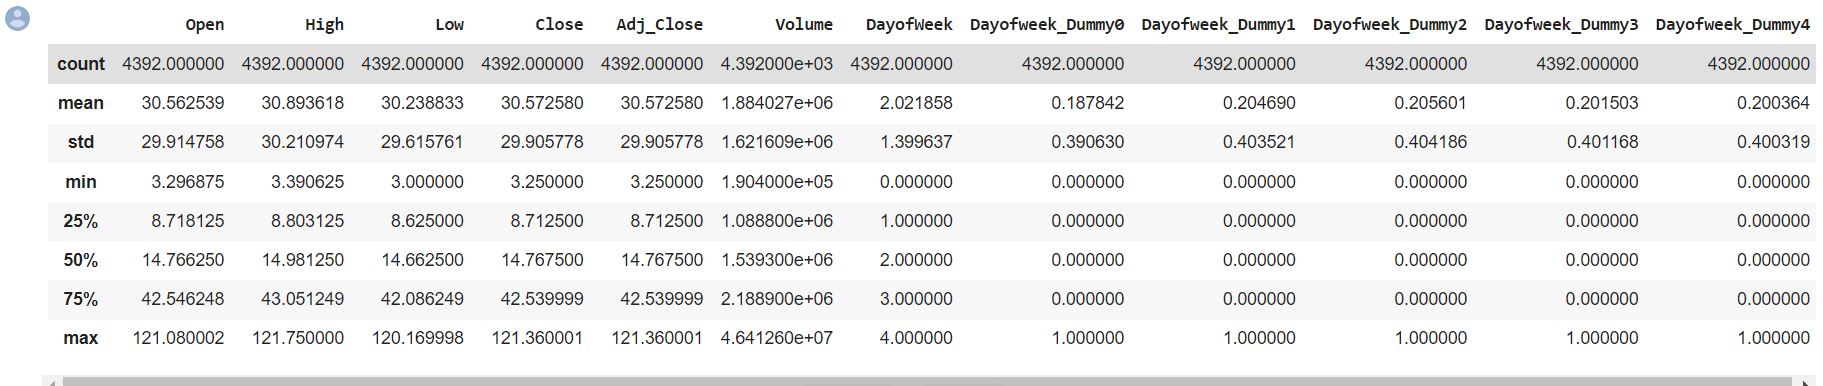 Open High Low Close Adj_Close Volume DayofWeek Dayofweek_Dummy0 Dayofweek_Dummy1 Dayofweek_Dummy2 Dayofweek_Dummy3 Dayofweek_Dummy4
count 4392.000000 4392.000000 4392.000000 4392.000000 4392.000000 4.392000e+03 4392.000000 4392.000000 4392.000000 4392.000000 4392.000000 4392.000000
mean 30.562539 30.893618 30.238833 30.572580 30.572580 1.884027e+06 2.021858 0.187842 0.204690 0.205601 0.201503 0.200364
std 29.914758 30.210974 29.615761 29.905778 29.905778 1.621609e+06 1.399637 0.390630 0.403521 0.404186 0.401168 0.400319
min 3.296875 3.390625 3.000000 3.250000 3.250000 1.904000e+05 0.000000 0.000000 0.000000 0.000000 0.000000 0.000000
25% 8.718125 8.803125 8.625000 8.712500 8.712500 1.088800e+06 1.000000 0.000000 0.000000 0.000000 0.000000 0.000000
50% 14.766250 14.981250 14.662500 14.767500 14.767500 1.539300e+06 2.000000 0.000000 0.000000 0.000000 0.000000 0.000000
75% 42.546248 43.051249 42.086249 42.539999 42.539999 2.188900e+06 3.000000 0.000000 0.000000 0.000000 0.000000 0.000000
max 121.080002 121.750000 120.169998 121.360001 121.360001 4.641260e+07 4.000000 1.000000 1.000000 1.000000 1.000000 1.000000